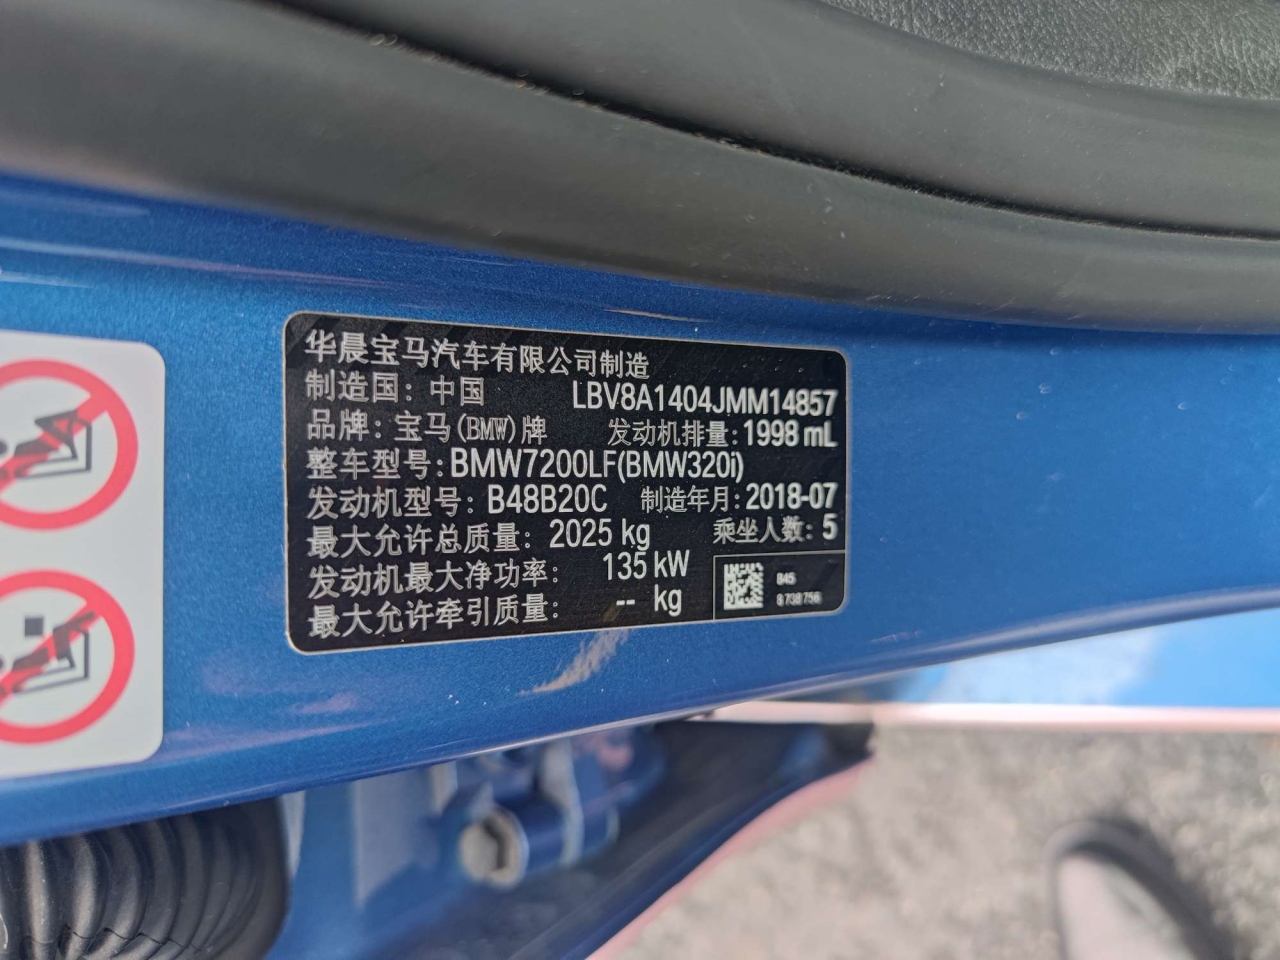 华晨宝马汽车有限公司制造
制造国: 中国 LBV8A1404JMM14857
品牌: 宝马(BMW)牌 发动机排量: 1998 mL
整车型号: BMW7200LF(BMW320i)
发动机型号: B48B20C 制造年月: 2018-07
最大允许总质量: 2025 kg 乘坐人数: 5
发动机最大净功率: 135 kW
最大允许牵引质量: -- kg
B45
8 738 756